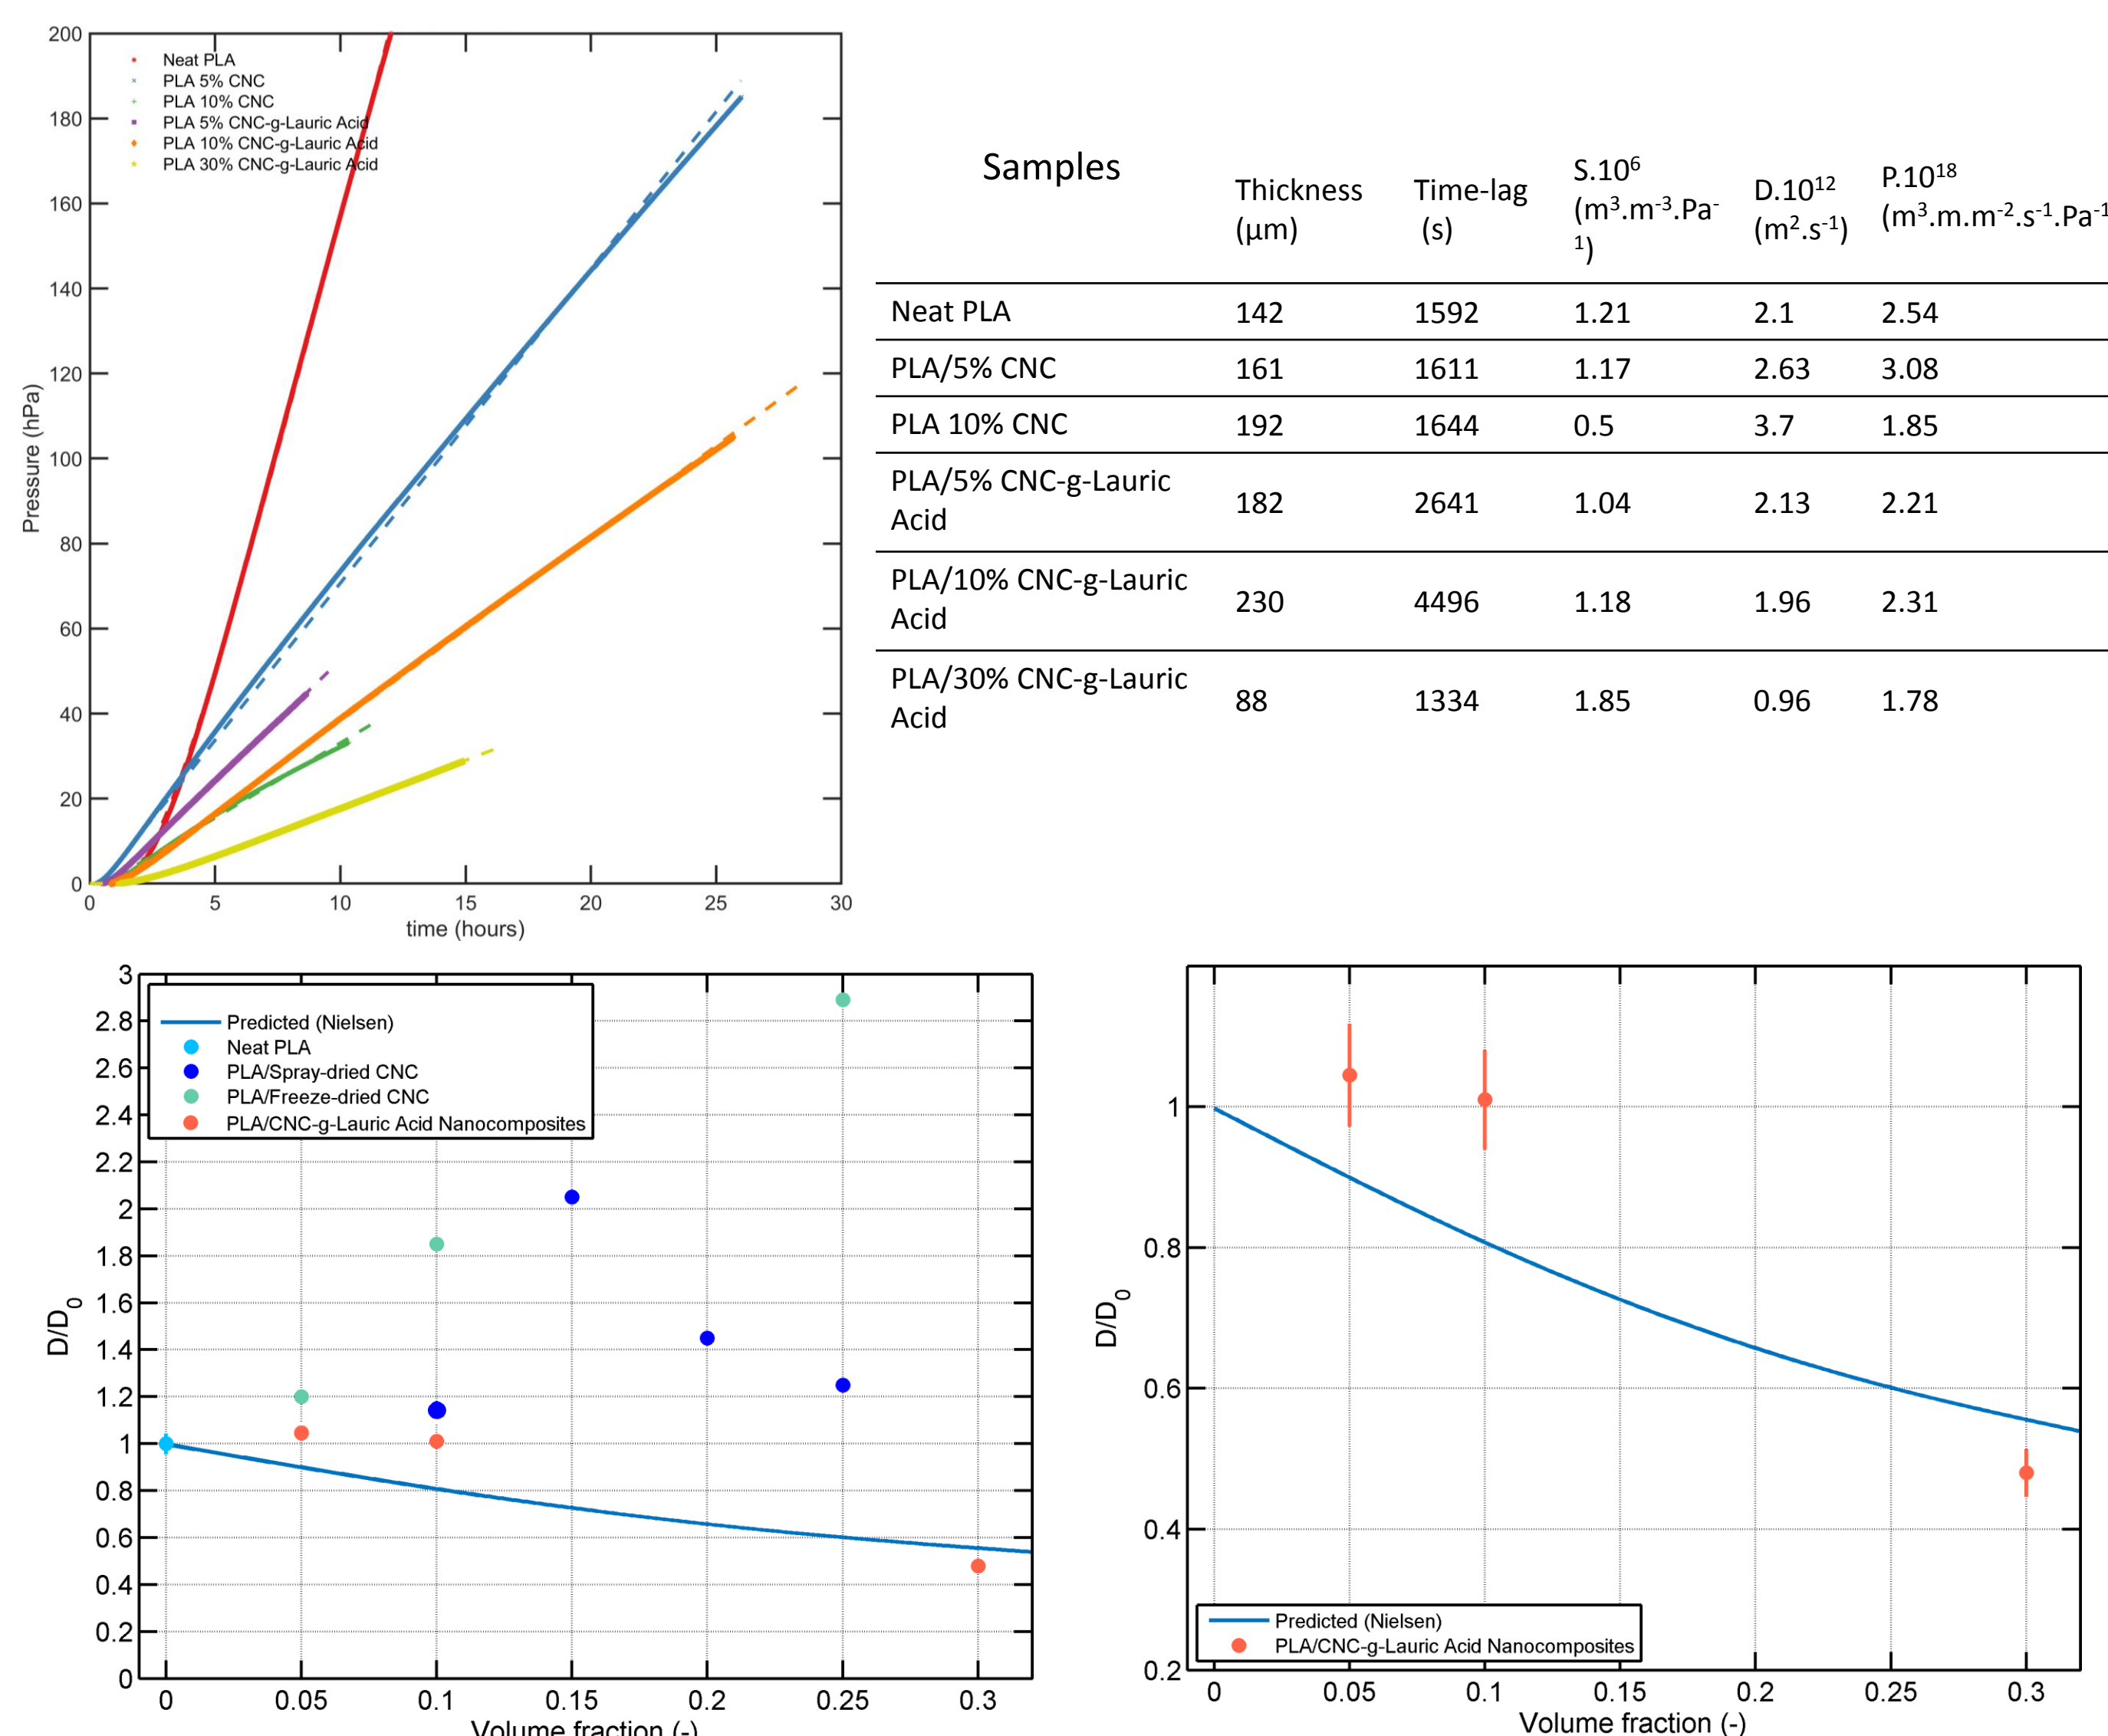 200
180
160
140
120
100
80
60
40
20
0
Pressure (hPa)
Neat PLA
PLA 5% CNC
PLA 10% CNC
PLA 5% CNC-g-Lauric Acid
PLA 10% CNC-g-Lauric Acid
PLA 30% CNC-g-Lauric Acid
0 5 10 15 20 25 30
time (hours)
Samples
Thickness
(µm)
Time-lag
(s)
S.10⁶
(m³.m⁻³.Pa⁻
¹)
D.10¹²
(m².s⁻¹)
P.10¹⁸
(m³.m.m⁻².s⁻¹.Pa⁻¹
Neat PLA 142 1592 1.21 2.1 2.54
PLA/5% CNC 161 1611 1.17 2.63 3.08
PLA 10% CNC 192 1644 0.5 3.7 1.85
PLA/5% CNC-g-Lauric
Acid
182 2641 1.04 2.13 2.21
PLA/10% CNC-g-Lauric
Acid
230 4496 1.18 1.96 2.31
PLA/30% CNC-g-Lauric
Acid
88 1334 1.85 0.96 1.78
3
2.8
2.6
2.4
2.2
2
1.8
1.6
1.4
1.2
1
0.8
0.6
0.4
0.2
0
D/D₀
Predicted (Nielsen)
Neat PLA
PLA/Spray-dried CNC
PLA/Freeze-dried CNC
PLA/CNC-g-Lauric Acid Nanocomposites
0 0.05 0.1 0.15 0.2 0.25 0.3
Volume fraction (-)
1
0.8
0.6
0.4
0.2
D/D₀
Predicted (Nielsen)
PLA/CNC-g-Lauric Acid Nanocomposites
0 0.05 0.1 0.15 0.2 0.25 0.3
Volume fraction (-)